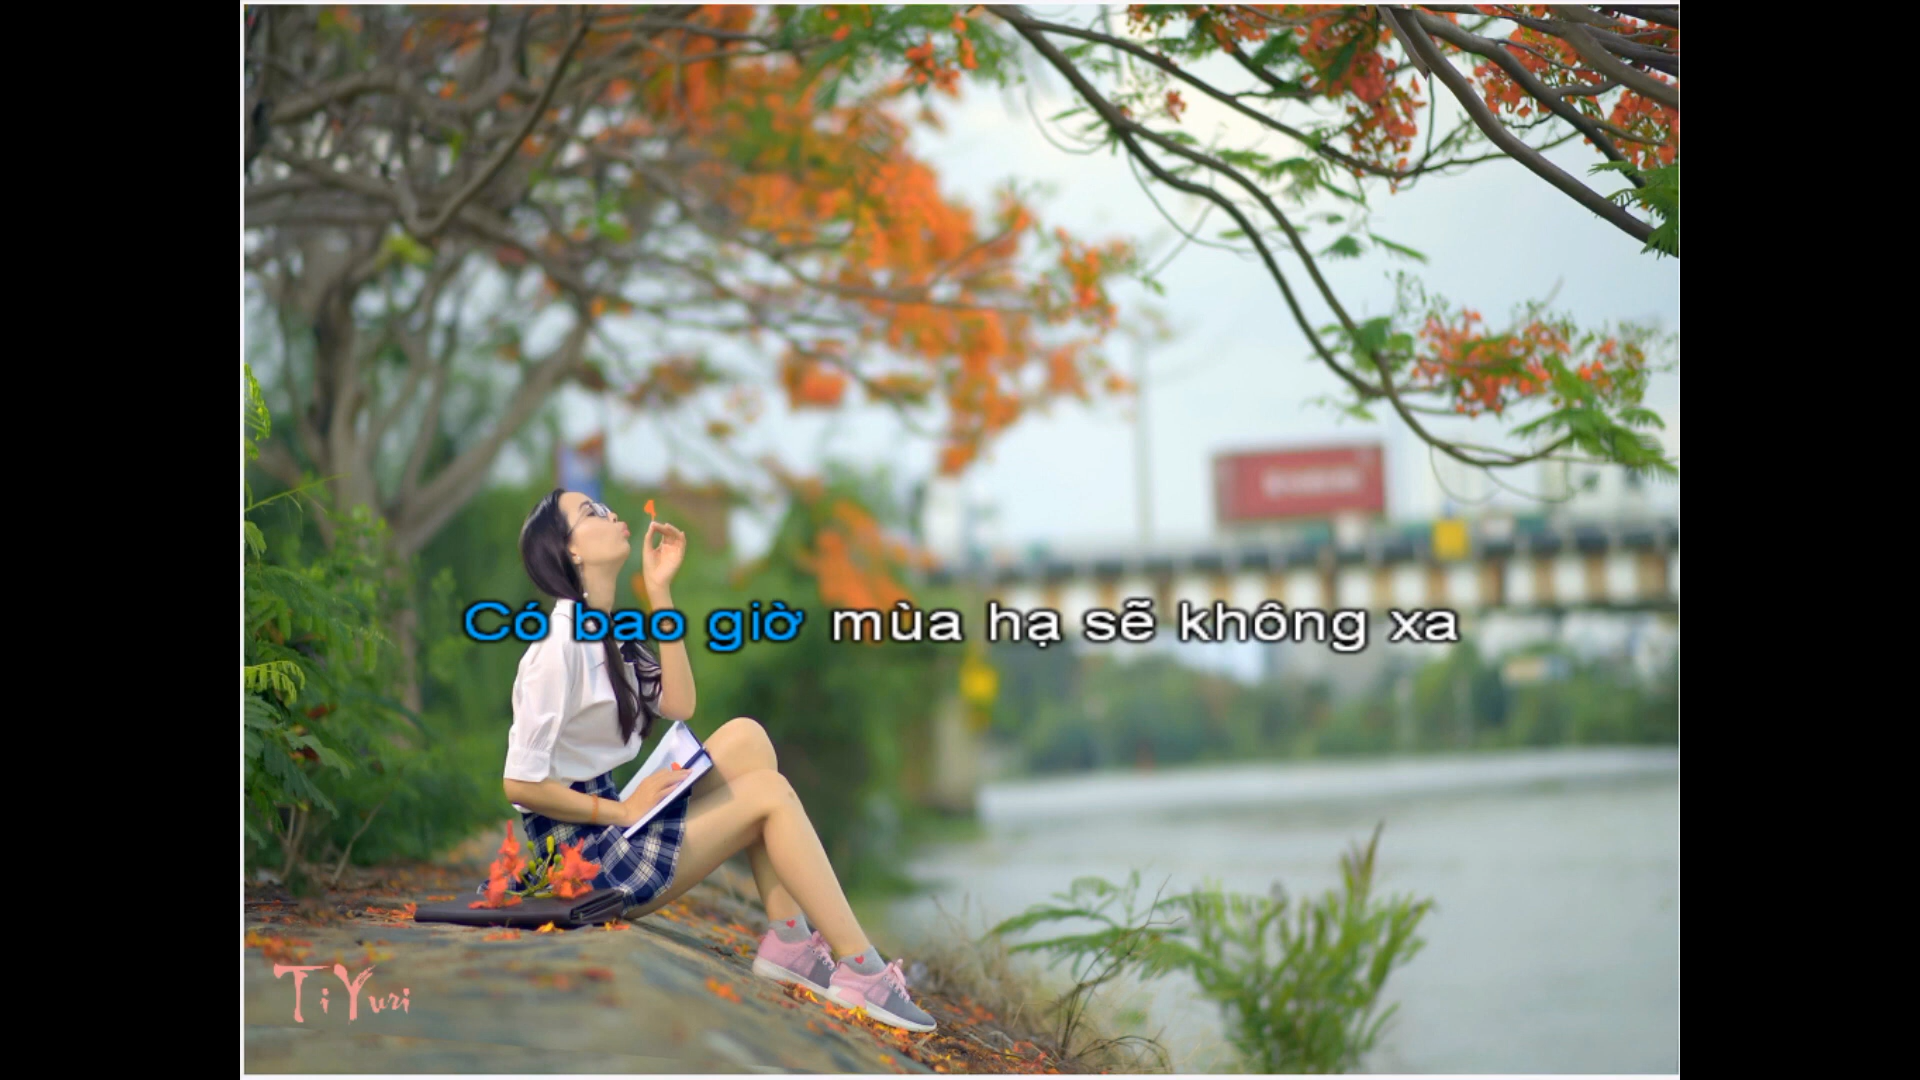 Có bao giờ mùa hạ sẽ không xa
TiYuri